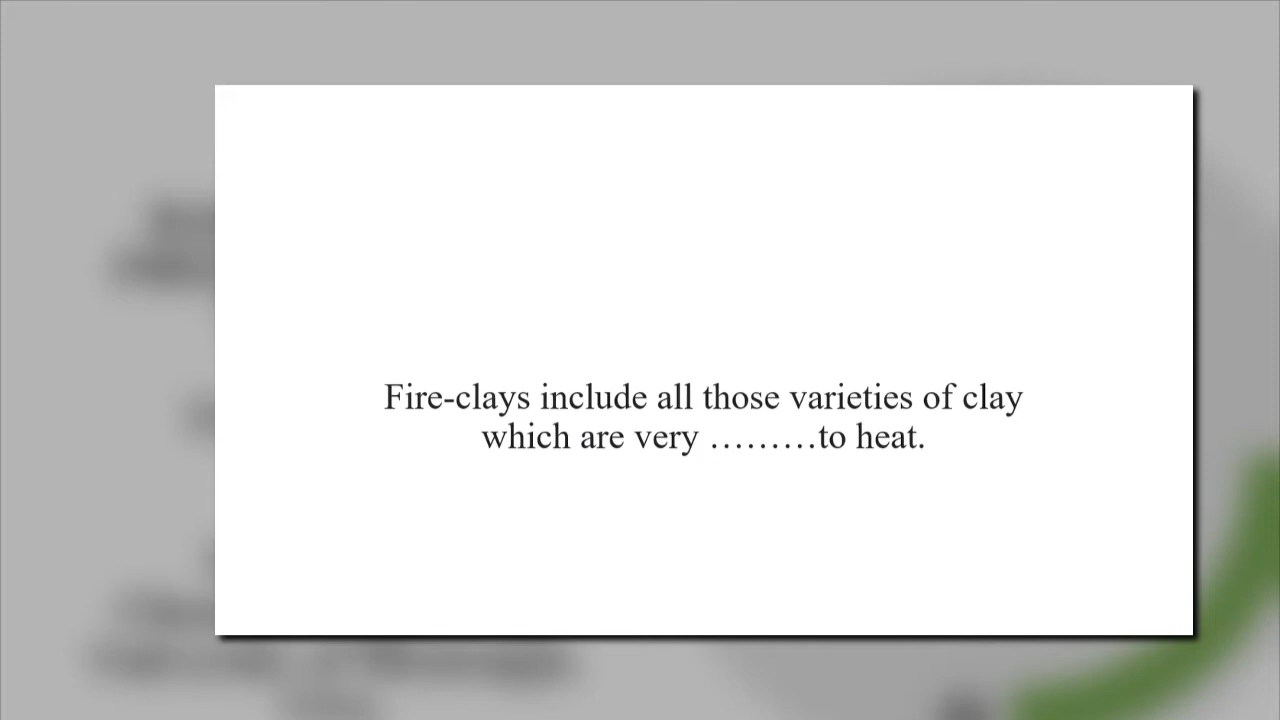 Fire-clays include all those varieties of clay
which are very ………to heat.